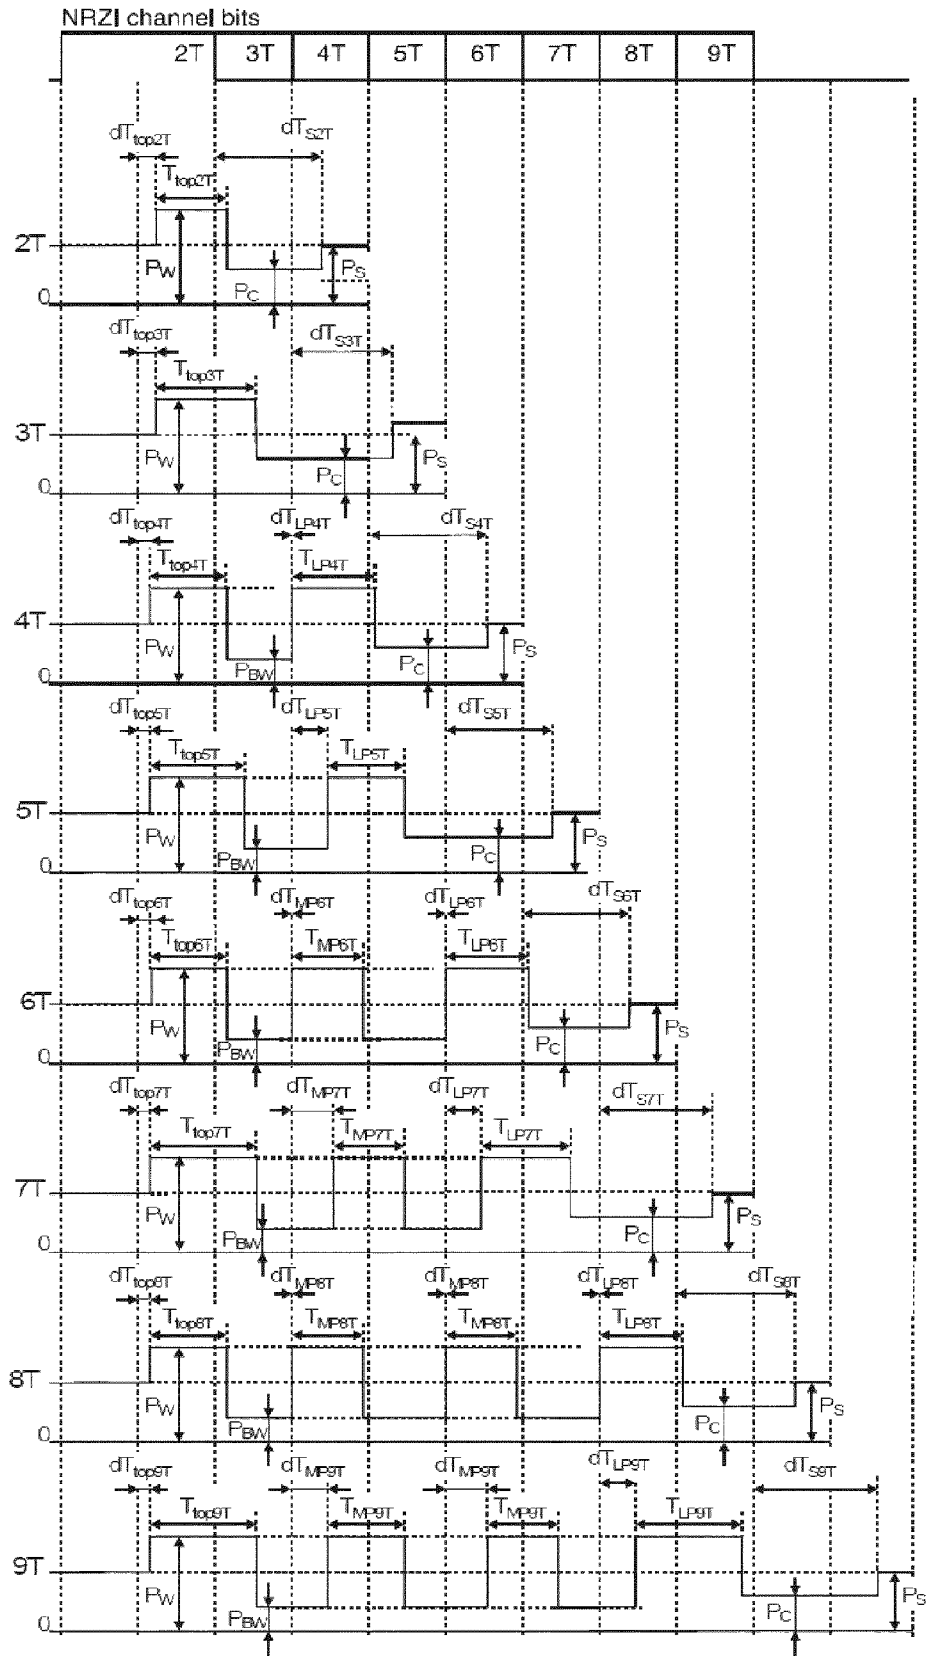 NRZI channel bits
2T 3T 4T 5T 6T 7T 8T 9T
dTtop2T dTS2T
Ttop2T
2T
PW PC PS
0
dTtop3T dTS3T
Ttop3T
3T
PW PC PS
0
dTtop4T dTLP4T dTS4T
Ttop4T TLP4T
4T
PW PBW PC PS
0
dTtop5T dTLP5T dTS5T
Ttop5T TLP5T
5T
PW PBW PC PS
0
dTtop6T dTMP6T dTLP6T dTS6T
Ttop6T TMP6T TLP6T
6T
PW PBW PC PS
0
dTtop7T dTMP7T dTLP7T dTS7T
Ttop7T TMP7T TLP7T
7T
PW PBW PC PS
0
dTtop8T dTMP8T dTMP8T dTLP8T dTS8T
Ttop8T TMP8T TMP8T TLP8T
8T
PW PBW PC PS
0
dTtop9T dTMP9T dTMP9T dTLP9T dTS9T
Ttop9T TMP9T TMP9T TLP9T
9T
PW PBW PC PS
0